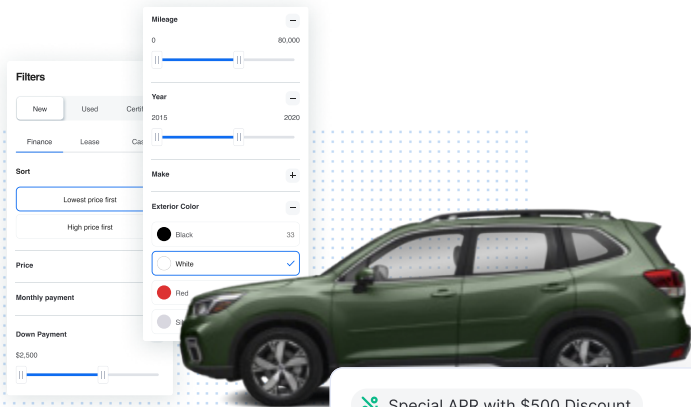 Filters
New
Used
Finance
Lease
Sort
Lowest price first
High price first
Price
Monthly payment
Down Payment
$2,500
Mileage
0
80,000
Year
2015
2020
Make
Exterior Color
Black
33
White
Red
Special APR with $500 Discount